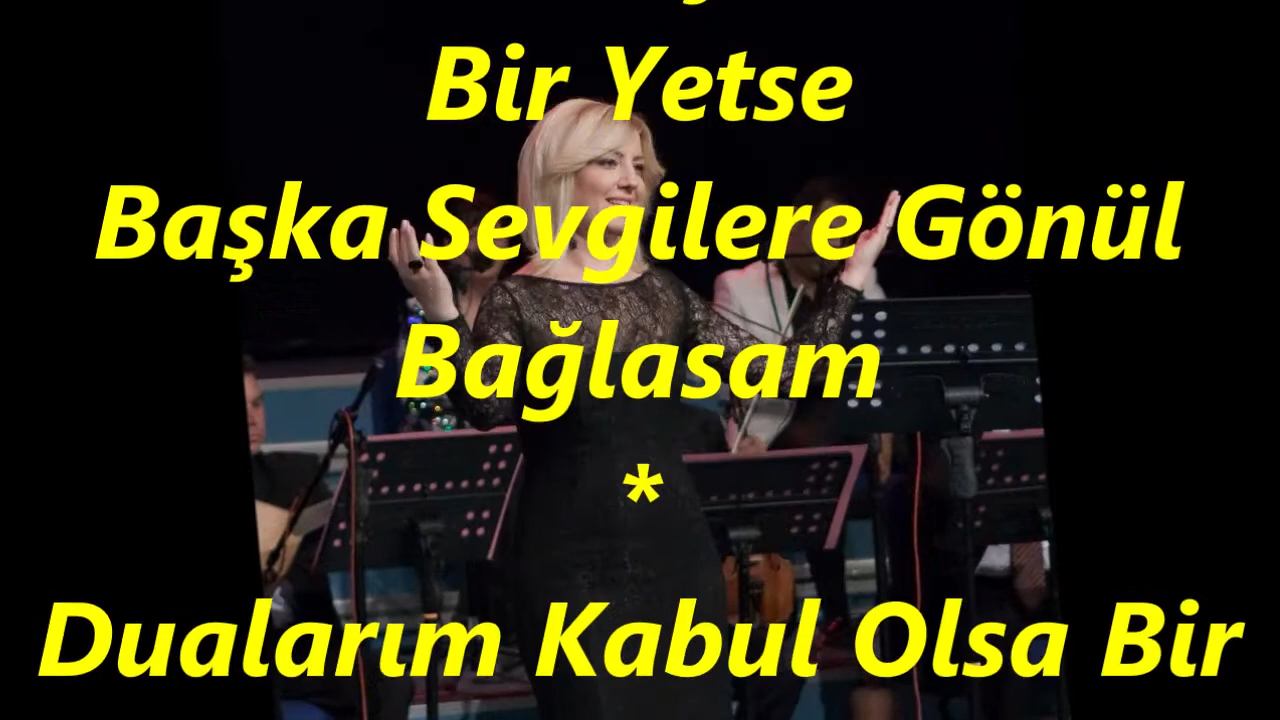 Bir Yetse
Başka Sevgilere Gönül
Bağlasam
*
Dualarım Kabul Olsa Bir